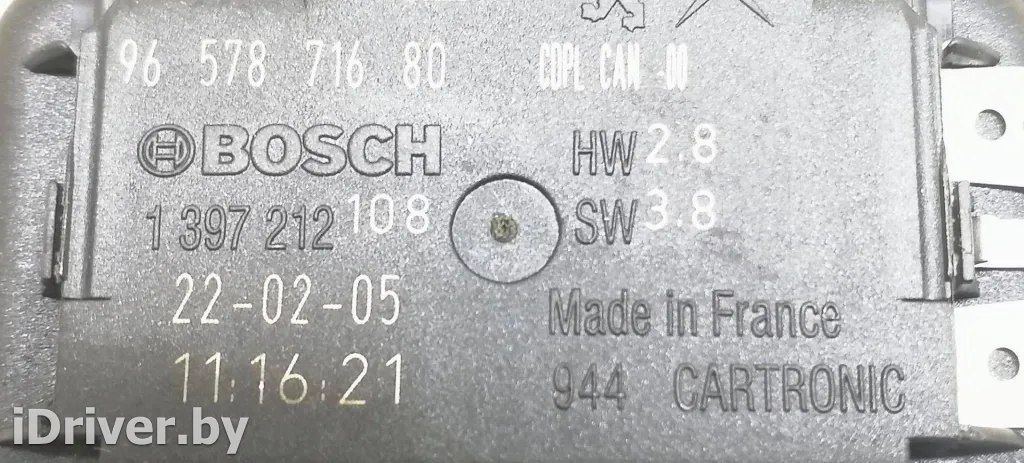 96 578 716 80 CDPL CAN -00
BOSCH HW 2.8
1 397 212 108 SW 3.8
22-02-05 Made in France
11:16:21 944 CARTRONIC
iDriver.by